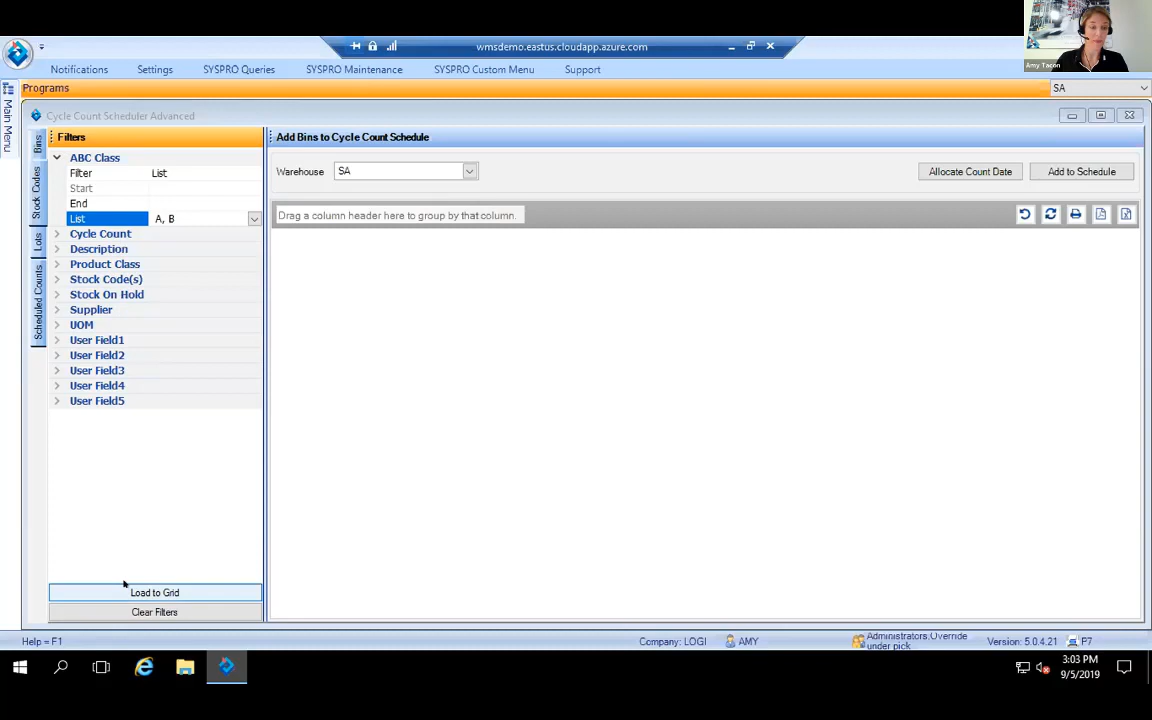 wmsdemo.eastus.cloudapp.azure.com
Amy Tacon
Notifications Settings SYSPRO Queries SYSPRO Maintenance SYSPRO Custom Menu Support
Programs SA
Main Menu
Cycle Count Scheduler Advanced
Bins
Stock Codes
Lots
Scheduled Counts
Filters
ABC Class
Filter List
Start
End
List A, B
Cycle Count
Description
Product Class
Stock Code(s)
Stock On Hold
Supplier
UOM
User Field1
User Field2
User Field3
User Field4
User Field5
Load to Grid
Clear Filters
Add Bins to Cycle Count Schedule
Warehouse SA Allocate Count Date Add to Schedule
Drag a column header here to group by that column.
Help = F1 Company: LOGI AMY Administrators.Override under pick Version: 5.0.4.21 P7
3:03 PM
9/5/2019